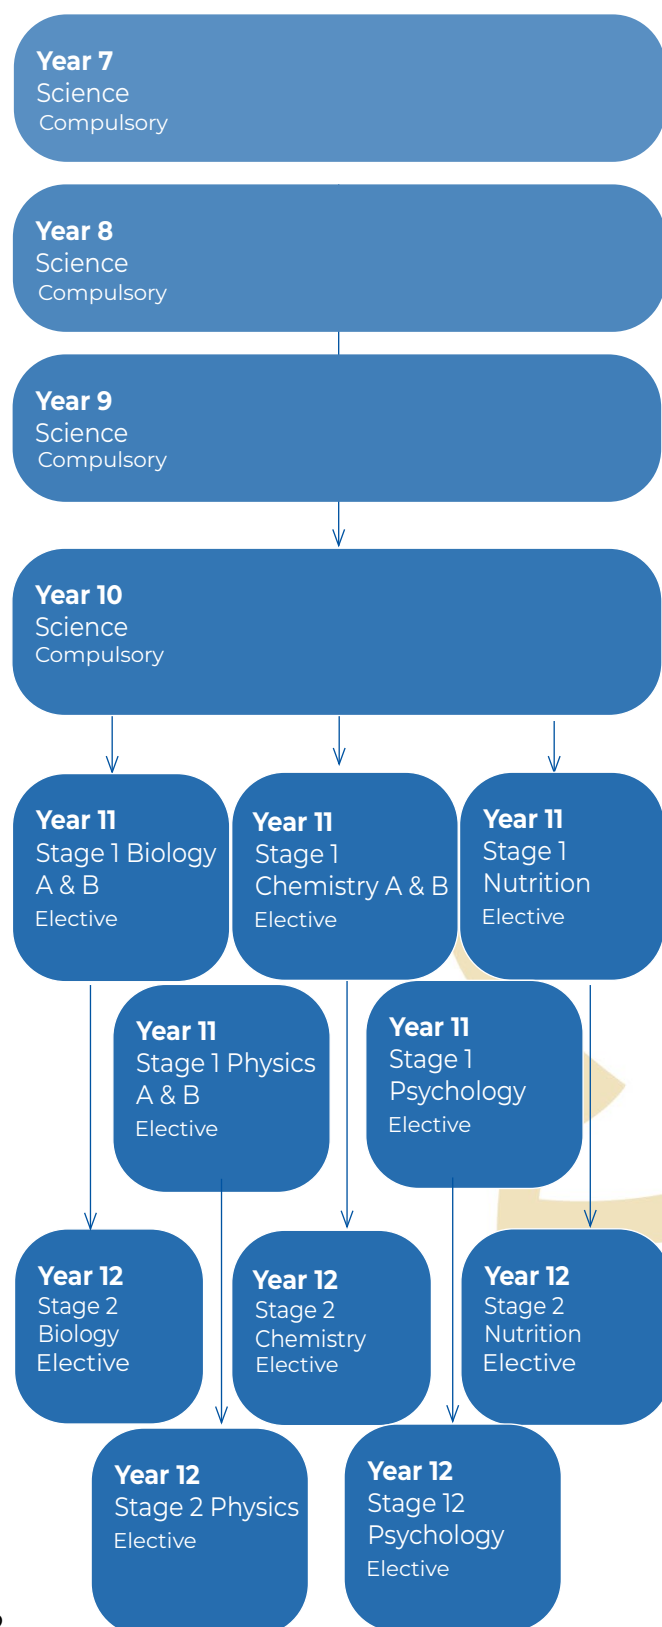 Year 7
Science
Compulsory
Year 8
Science
Compulsory
Year 9
Science
Compulsory
Year 10
Science
Compulsory
Year 11
Stage 1 Biology
A & B
Elective
Year 11
Stage 1
Chemistry A & B
Elective
Year 11
Stage 1
Nutrition
Elective
Year 11
Stage 1 Physics
A & B
Elective
Year 11
Stage 1
Psychology
Elective
Year 12
Stage 2
Biology
Elective
Year 12
Stage 2
Chemistry
Elective
Year 12
Stage 2
Nutrition
Elective
Year 12
Stage 2 Physics
Elective
Year 12
Stage 12
Psychology
Elective